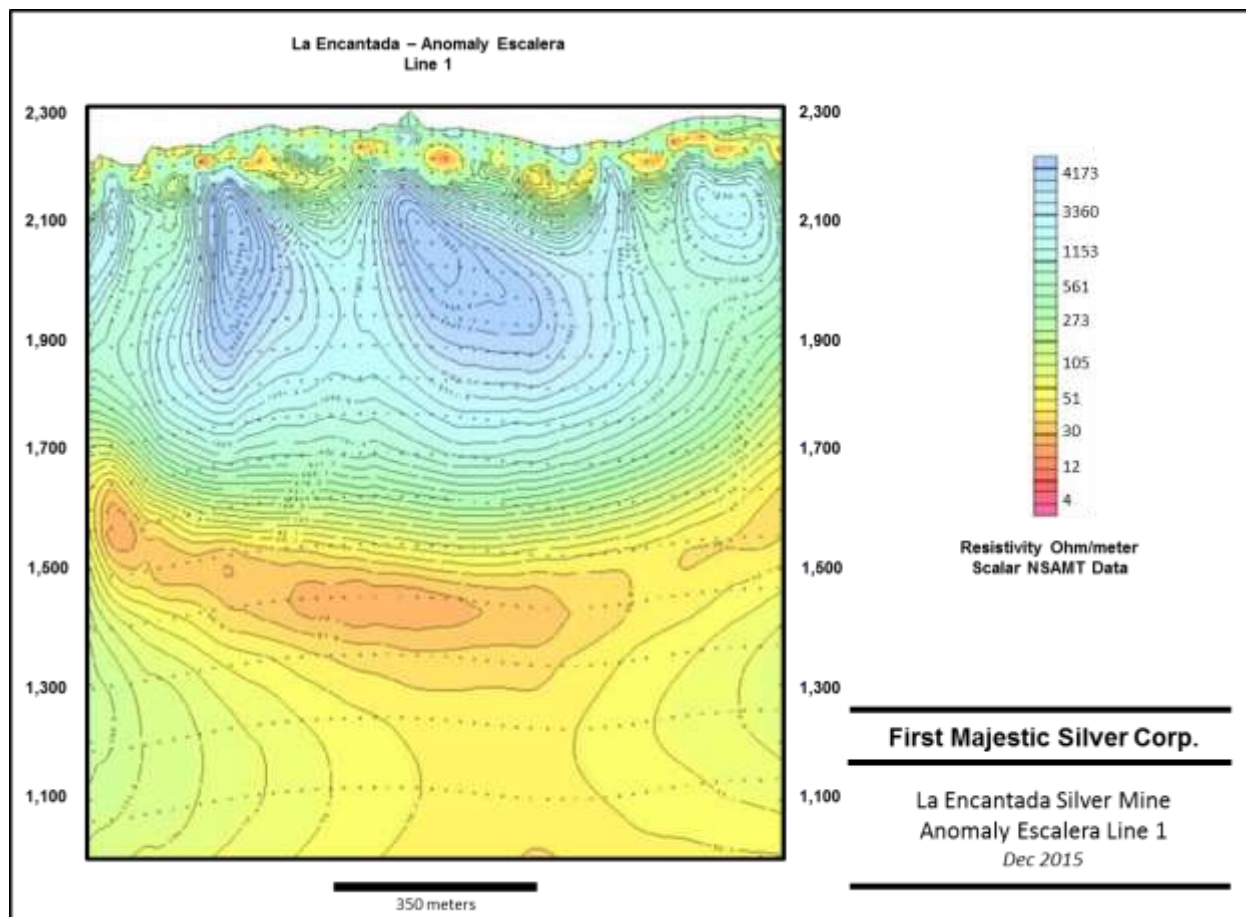 La Encantada – Anomaly Escalera
Line 1
2,300
2,100
1,900
1,700
1,500
1,300
1,100
2,300
2,100
1,900
1,700
1,500
1,300
1,100
350 meters
4173
3360
1153
561
273
105
51
30
12
4
Resistivity Ohm/meter
Scalar NSAMT Data
First Majestic Silver Corp.
La Encantada Silver Mine
Anomaly Escalera Line 1
Dec 2015